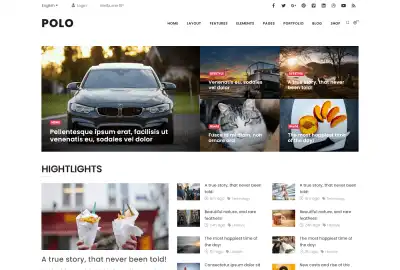 English
Login
POLO
HOME LAYOUT FEATURES ELEMENTS PAGES PORTFOLIO BLOG SHOP
Pellentesque ipsum erat, facilisis ut
venenatis eu, sodales vel dolor
Venenatis eu, sodales
vel dolor
A true story, that never
been told!
Fusce id mi diam, non
ornare orci
The most happiest time
of the day!
HIGHTLIGHTS
A true story, that never been told!
A true story, that never been
told!
Beautiful nature, and rare
feathers!
The most happiest time of
the day!
Consectetur ipsum dolor sit
A true story, that never been
told!
Beautiful nature, and rare
feathers!
The most happiest time of
the day!
New costs and rise of the